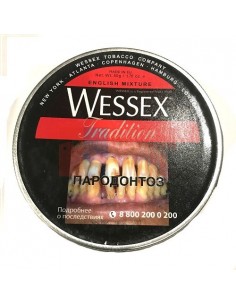 WESSEX TOBACCO COMPANY
NEW YORK - ATLANTA - COPENHAGEN - HAMBURG -
ENGLISH MIXTURE
WESSEX
Tradition
ПАРОДОНТОЗ
Подробнее
о последствиях
8 800 200 0 200